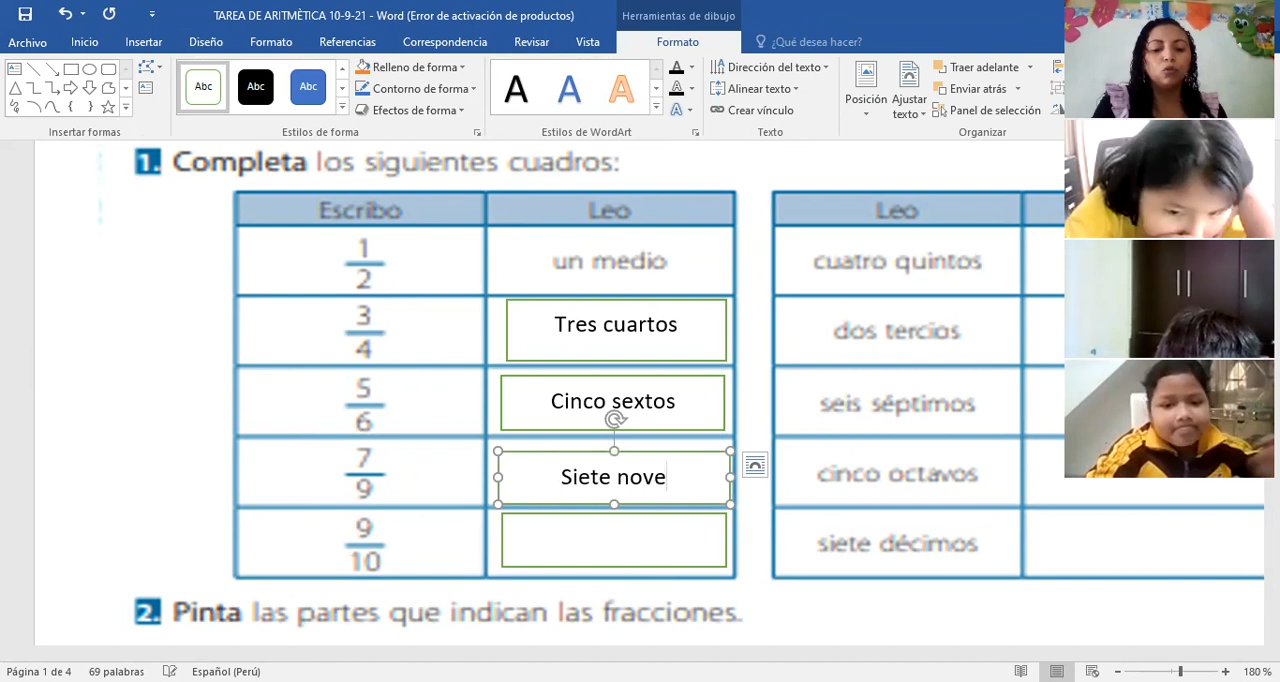 TAREA DE ARITMÈTICA 10-9-21 - Word (Error de activación de productos)
Herramientas de dibujo
Archivo Inicio Insertar Diseño Formato Referencias Correspondencia Revisar Vista Formato ¿Qué desea hacer?
Abc Abc Abc
Relleno de forma
Contorno de forma
Efectos de forma
A A A
Dirección del texto
Alinear texto
Crear vínculo
Posición
Ajustar texto
Traer adelante
Enviar atrás
Panel de selección
Insertar formas Estilos de forma Estilos de WordArt Texto Organizar
1. Completa los siguientes cuadros:
Escribo Leo
1/2 un medio
3/4 Tres cuartos
5/6 Cinco sextos
7/9 Siete nove
9/10
Leo
cuatro quintos
dos tercios
seis séptimos
cinco octavos
siete décimos
2. Pinta las partes que indican las fracciones.
Página 1 de 4 69 palabras Español (Perú) 180 %